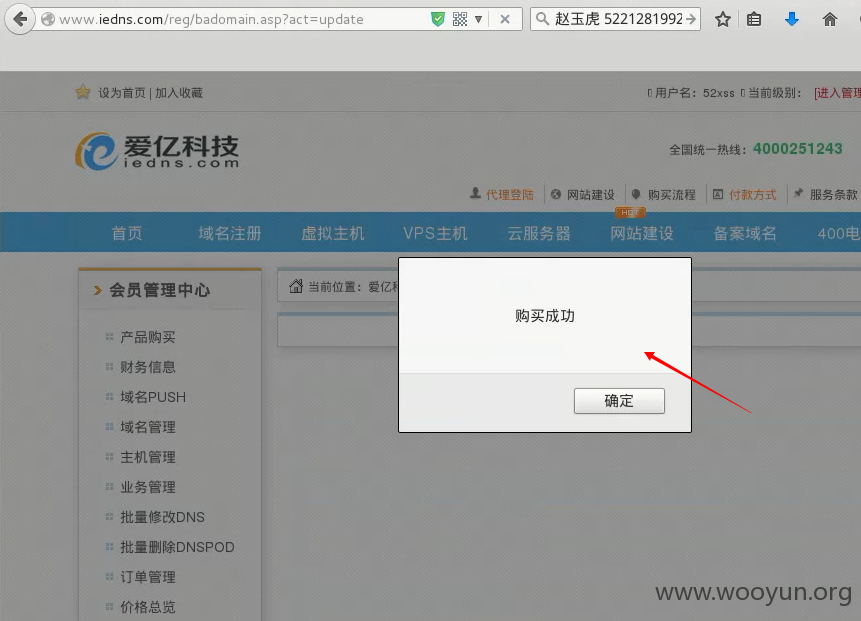 www.iedns.com/reg/badomain.asp?act=update
赵玉虎 5221281992
设为首页 | 加入收藏
用户名：52xss 当前级别： [进入管理
爱亿科技
iedns.com
全国统一热线：4000251243
代理登陆 网站建设 购买流程 付款方式 服务条款
HOT
首页 域名注册 虚拟主机 VPS主机 云服务器 网站建设 备案域名 400电
会员管理中心
当前位置：爱亿科
产品购买
财务信息
域名PUSH
域名管理
主机管理
业务管理
批量修改DNS
批量删除DNSPOD
订单管理
价格总览
购买成功
确定
www.wooyun.org